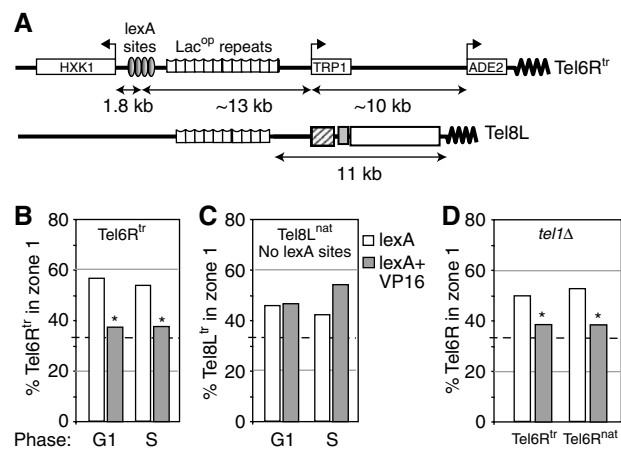 A
lexA
sites
Lac^op repeats
HXK1
TRP1
ADE2
Tel6R^tr
1.8 kb
~13 kb
~10 kb
Tel8L
11 kb
B
% Tel6R^tr in zone 1
80
60
40
20
0
Tel6R^tr
*
*
Phase:
G1
S
C
% Tel8L^tr in zone 1
80
60
40
20
0
Tel8L^nat
No lexA sites
G1
S
lexA
lexA+
VP16
D
% Tel6R in zone 1
80
60
40
20
0
tel1Δ
*
*
Tel6R^tr
Tel6R^nat